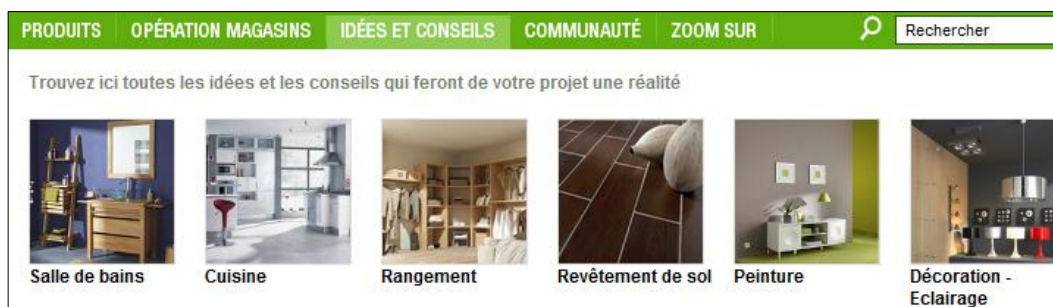 PRODUITS OPÉRATION MAGASINS IDÉES ET CONSEILS COMMUNAUTÉ ZOOM SUR Rechercher
Trouvez ici toutes les idées et les conseils qui feront de votre projet une réalité
Salle de bains Cuisine Rangement Revêtement de sol Peinture Décoration -
Eclairage